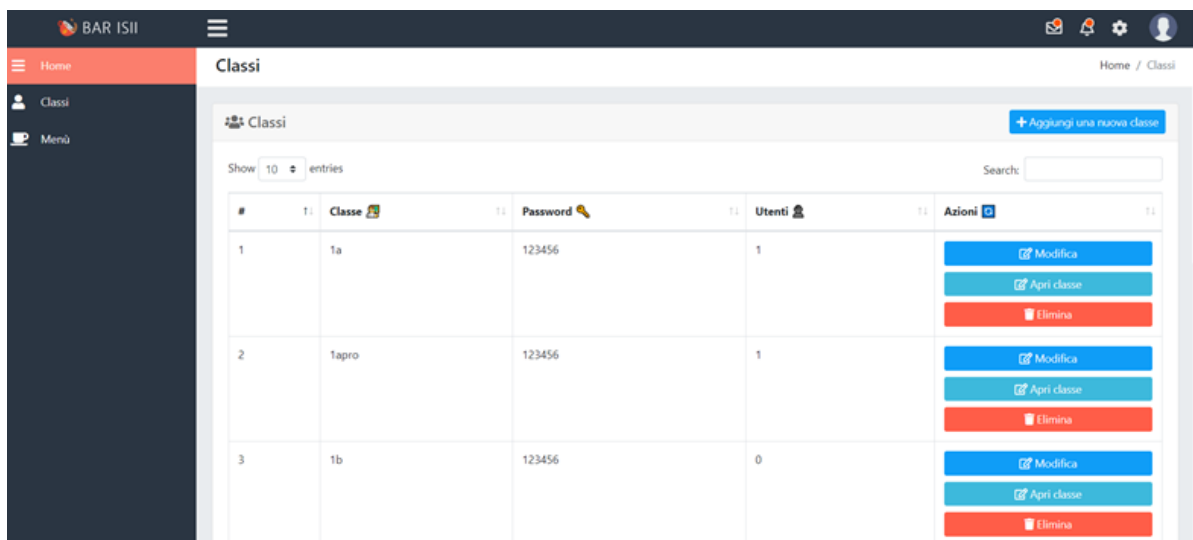 BAR ISII
Home
Classi
Menù
Classi
Home / Classi
Classi
+ Aggiungi una nuova classe
Show 10 entries
Search:
# Classe Password Utenti Azioni
1 1a 123456 1 Modifica
Apri classe
Elimina
2 1apro 123456 1 Modifica
Apri classe
Elimina
3 1b 123456 0 Modifica
Apri classe
Elimina